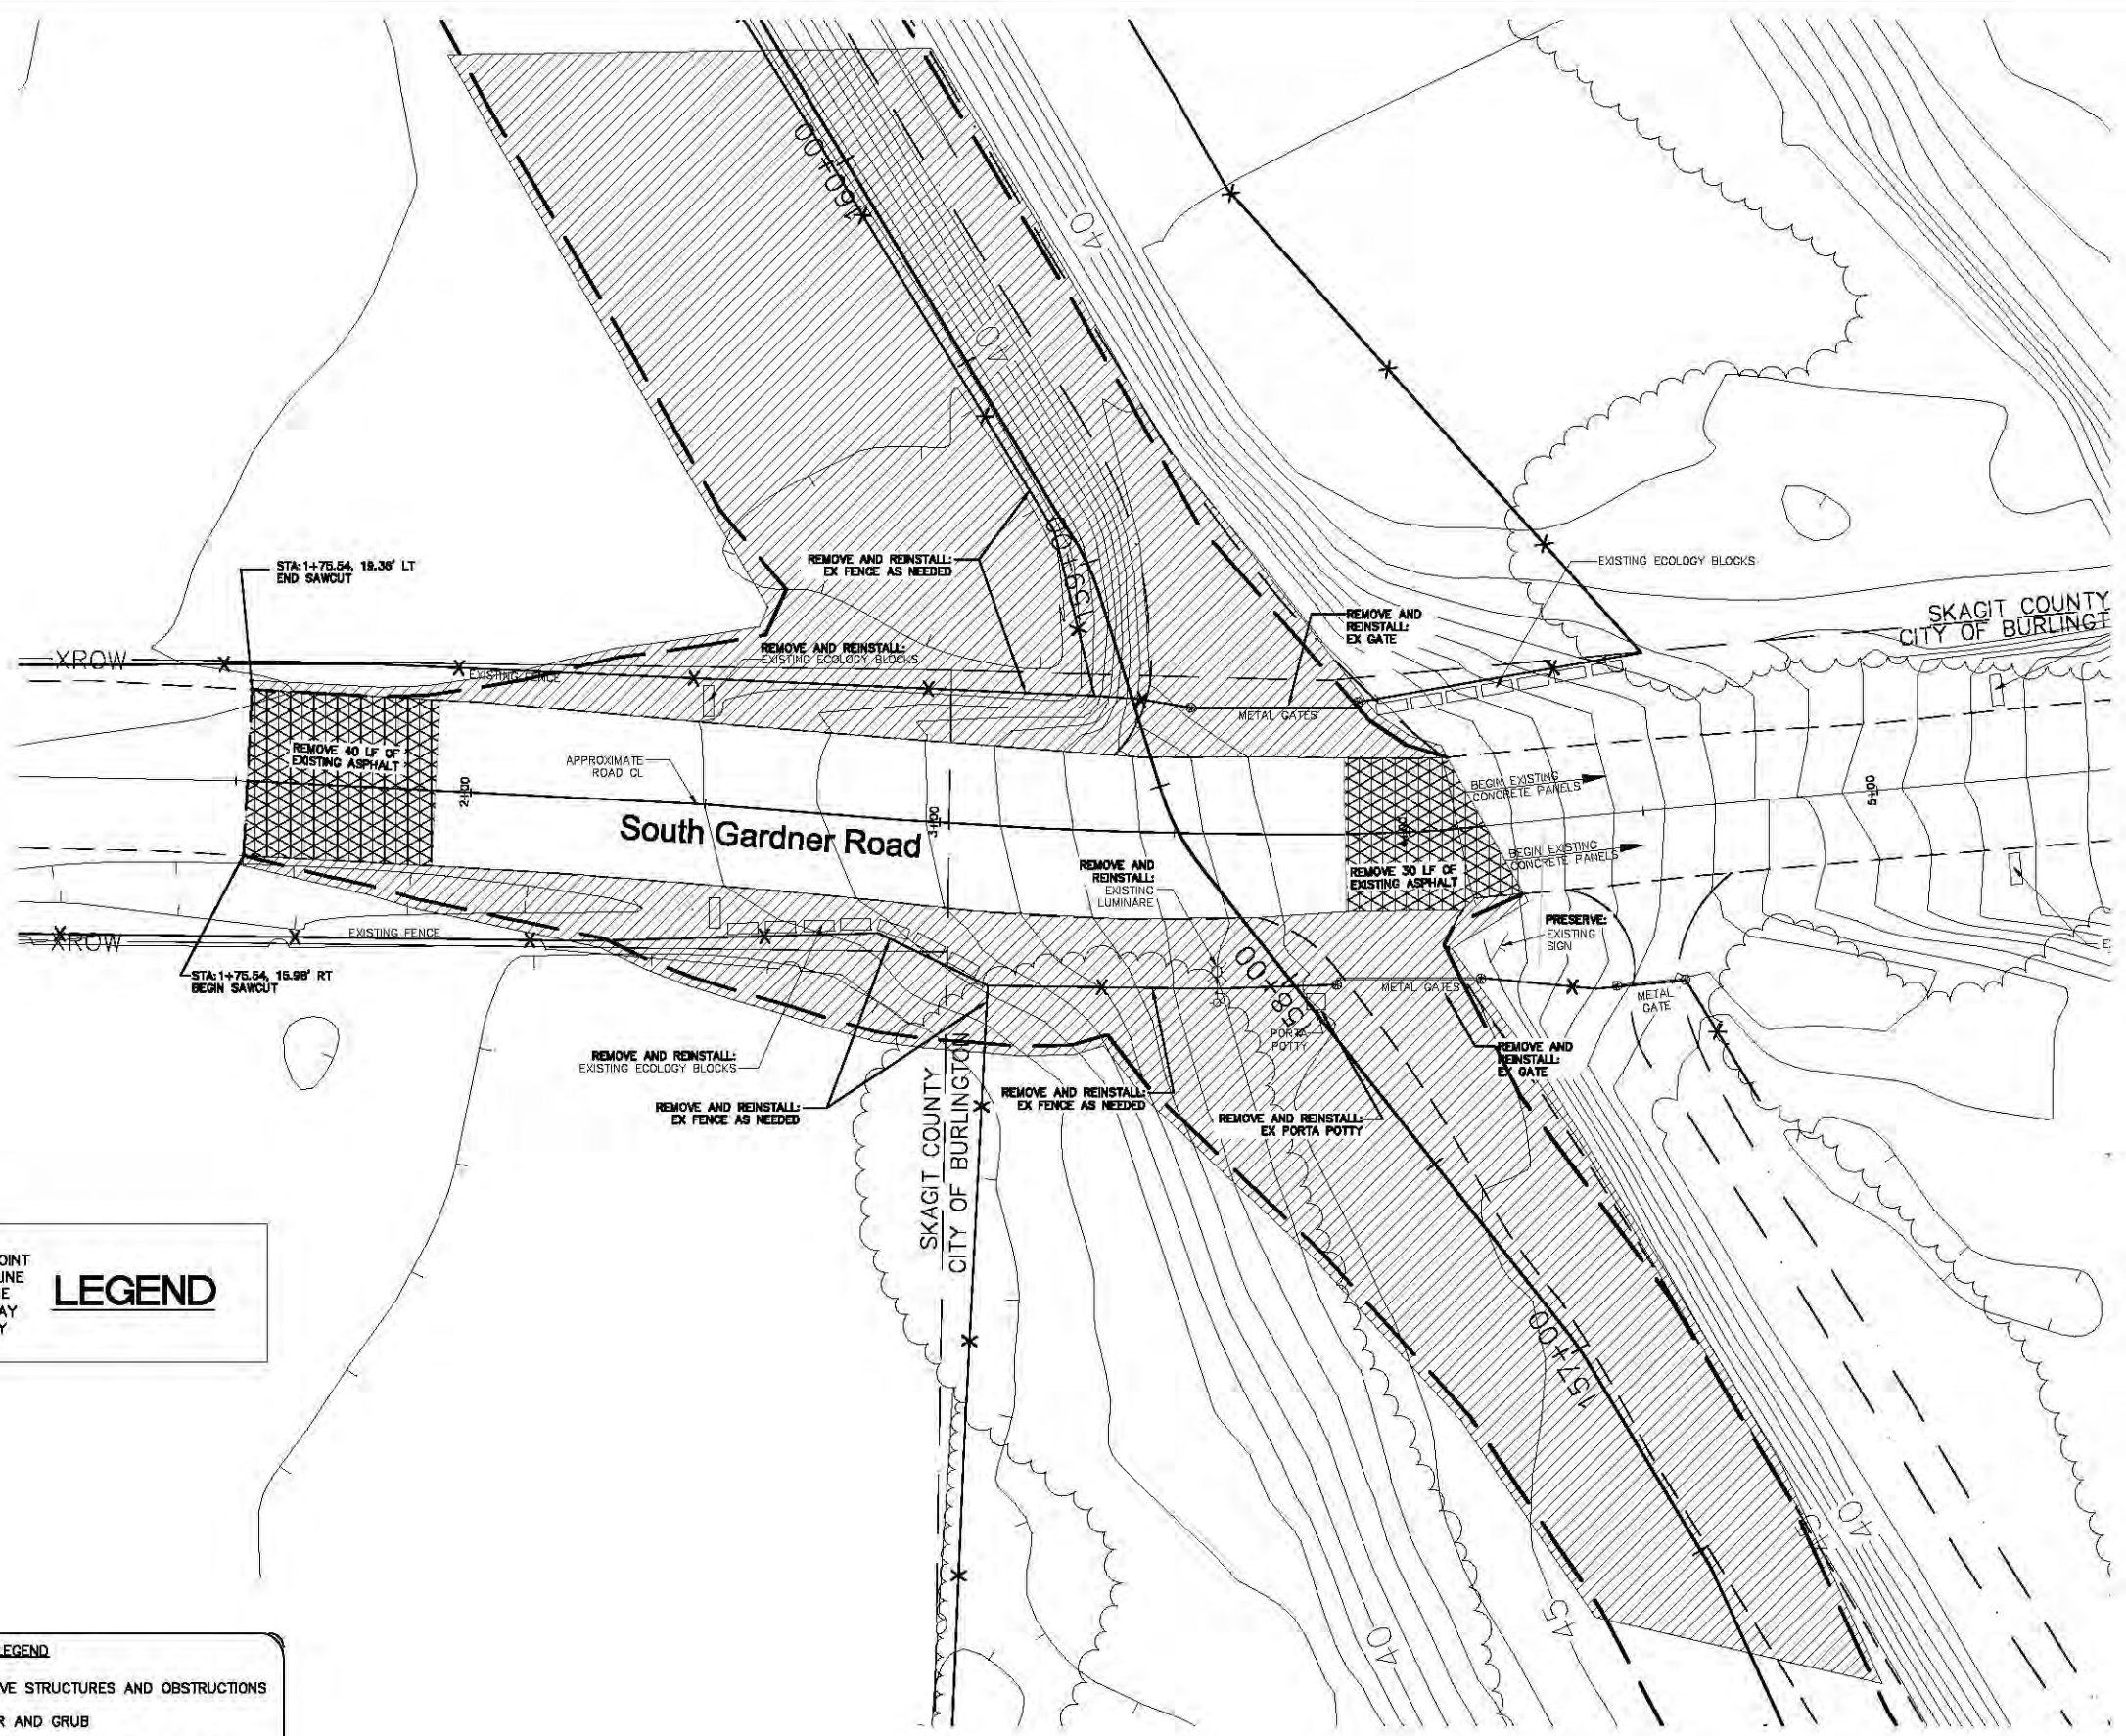 160+00
40
40
STA:1+75.54, 19.36' LT
END SAWCUT
REMOVE AND REINSTALL:
EX FENCE AS NEEDED
159+00
EXISTING ECOLOGY BLOCKS
REMOVE AND
REINSTALL:
EX GATE
SKAGIT COUNTY
CITY OF BURLINGT
XROW
EXISTING FENCE
REMOVE AND REINSTALL:
EXISTING ECOLOGY BLOCKS
METAL GATES
REMOVE 40 LF OF
EXISTING ASPHALT
2+00
APPROXIMATE
ROAD CL
South Gardner Road
3+00
4+00
BEGIN EXISTING
CONCRETE PANELS
5+00
BEGIN EXISTING
CONCRETE PANELS
REMOVE AND
REINSTALL:
EXISTING
LUMINARE
REMOVE 30 LF OF
EXISTING ASPHALT
PRESERVE:
EXISTING
SIGN
XROW
EXISTING FENCE
STA:1+75.54, 15.98' RT
BEGIN SAWCUT
158+00
METAL GATES
METAL
GATE
E
PORTA
POTTY
REMOVE AND REINSTALL:
EXISTING ECOLOGY BLOCKS
REMOVE AND REINSTALL:
EX FENCE AS NEEDED
SKAGIT COUNTY
CITY OF BURLINGTON
REMOVE AND REINSTALL:
EX FENCE AS NEEDED
REMOVE AND REINSTALL:
EX PORTA POTTY
REMOVE AND
REINSTALL:
EX GATE
157+00
OINT
LINE
E
AY
Y
LEGEND
45
40
45
40
LEGEND
VE STRUCTURES AND OBSTRUCTIONS
R AND GRUB